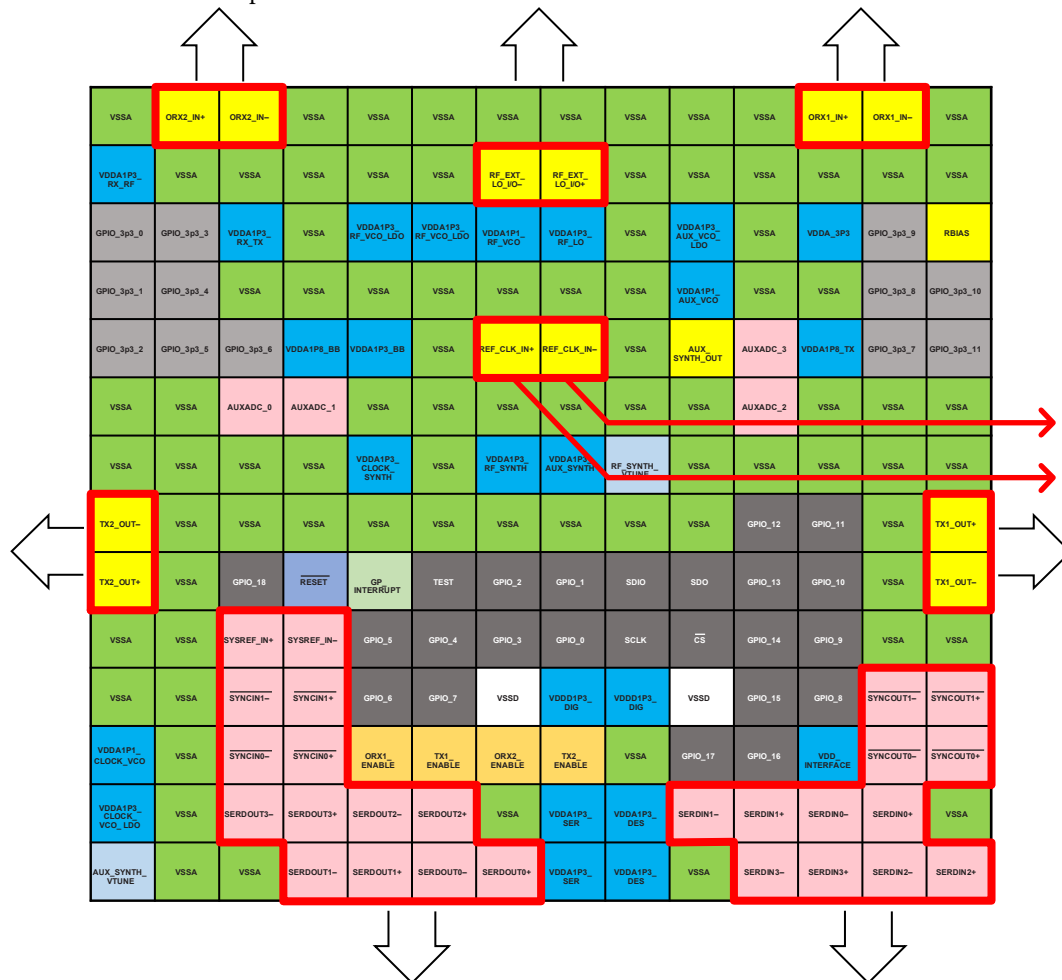 VSSA ORX2_IN+ ORX2_IN– VSSA VSSA VSSA VSSA VSSA VSSA VSSA VSSA ORX1_IN+ ORX1_IN– VSSA
VDDA1P3_ RX_RF VSSA VSSA VSSA VSSA VSSA RF_EXT_ LO_I/O– RF_EXT_ LO_I/O+ VSSA VSSA VSSA VSSA VSSA VSSA
GPIO_3p3_0 GPIO_3p3_3 VDDA1P3_ RX_TX VSSA VDDA1P3_ RF_VCO_LDO VDDA1P3_ RF_VCO_LDO VDDA1P1_ RF_VCO VDDA1P3_ RF_LO VSSA VDDA1P3_ AUX_VCO_ LDO VSSA VDDA_3P3 GPIO_3p3_9 RBIAS
GPIO_3p3_1 GPIO_3p3_4 VSSA VSSA VSSA VSSA VSSA VSSA VSSA VDDA1P1_ AUX_VCO VSSA VSSA GPIO_3p3_8 GPIO_3p3_10
GPIO_3p3_2 GPIO_3p3_5 GPIO_3p3_6 VDDA1P8_BB VDDA1P3_BB VSSA REF_CLK_IN+ REF_CLK_IN– VSSA AUX_ SYNTH_OUT AUXADC_3 VDDA1P8_TX GPIO_3p3_7 GPIO_3p3_11
VSSA VSSA AUXADC_0 AUXADC_1 VSSA VSSA VSSA VSSA VSSA VSSA AUXADC_2 VSSA VSSA VSSA
VSSA VSSA VSSA VSSA VDDA1P3_ CLOCK_ SYNTH VSSA VDDA1P3_ RF_SYNTH VDDA1P3_ AUX_SYNTH RF_SYNTH_ VTUNE VSSA VSSA VSSA VSSA VSSA
TX2_OUT– VSSA VSSA VSSA VSSA VSSA VSSA VSSA VSSA VSSA GPIO_12 GPIO_11 VSSA TX1_OUT+
TX2_OUT+ VSSA GPIO_18 RESET GP_ INTERRUPT TEST GPIO_2 GPIO_1 SDIO SDO GPIO_13 GPIO_10 VSSA TX1_OUT–
VSSA VSSA SYSREF_IN+ SYSREF_IN– GPIO_5 GPIO_4 GPIO_3 GPIO_0 SCLK CS GPIO_14 GPIO_9 VSSA VSSA
VSSA VSSA SYNCIN1– SYNCIN1+ GPIO_6 GPIO_7 VSSD VDDD1P3_ DIG VDDD1P3_ DIG VSSD GPIO_15 GPIO_8 SYNCOUT1– SYNCOUT1+
VDDA1P1_ CLOCK_VCO VSSA SYNCIN0– SYNCIN0+ ORX1_ ENABLE TX1_ ENABLE ORX2_ ENABLE TX2_ ENABLE VSSA GPIO_17 GPIO_16 VDD_ INTERFACE SYNCOUT0– SYNCOUT0+
VDDA1P3_ CLOCK_ VCO_LDO VSSA SERDOUT3– SERDOUT3+ SERDOUT2– SERDOUT2+ VSSA VDDA1P3_ SER VDDA1P3_ DES SERDIN1– SERDIN1+ SERDIN0– SERDIN0+ VSSA
AUX_SYNTH_ VTUNE VSSA VSSA SERDOUT1– SERDOUT1+ SERDOUT0– SERDOUT0+ VDDA1P3_ SER VDDA1P3_ DES VSSA SERDIN3– SERDIN3+ SERDIN2– SERDIN2+